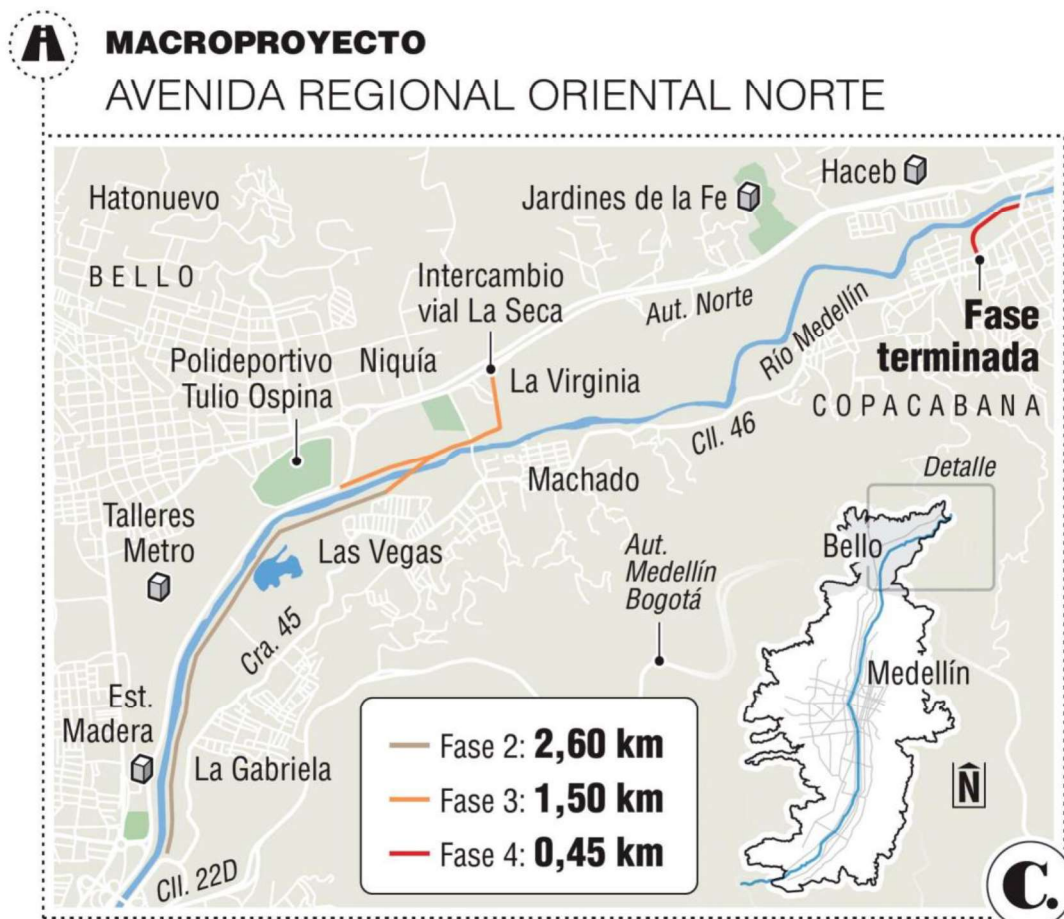 MACROPROYECTO
AVENIDA REGIONAL ORIENTAL NORTE
Hatonuevo
BELLO
Jardines de la Fe
Haceb
Intercambio
vial La Seca
Aut. Norte
Río Medellín
Fase
terminada
COPACABANA
Polideportivo
Tulio Ospina
Niquía
La Virginia
Cll. 46
Machado
Detalle
Talleres
Metro
Las Vegas
Cra. 45
Aut.
Medellín
Bogotá
Bello
Medellín
Est.
Madera
La Gabriela
Cll. 22D
Fase 2: 2,60 km
Fase 3: 1,50 km
Fase 4: 0,45 km
N
C.